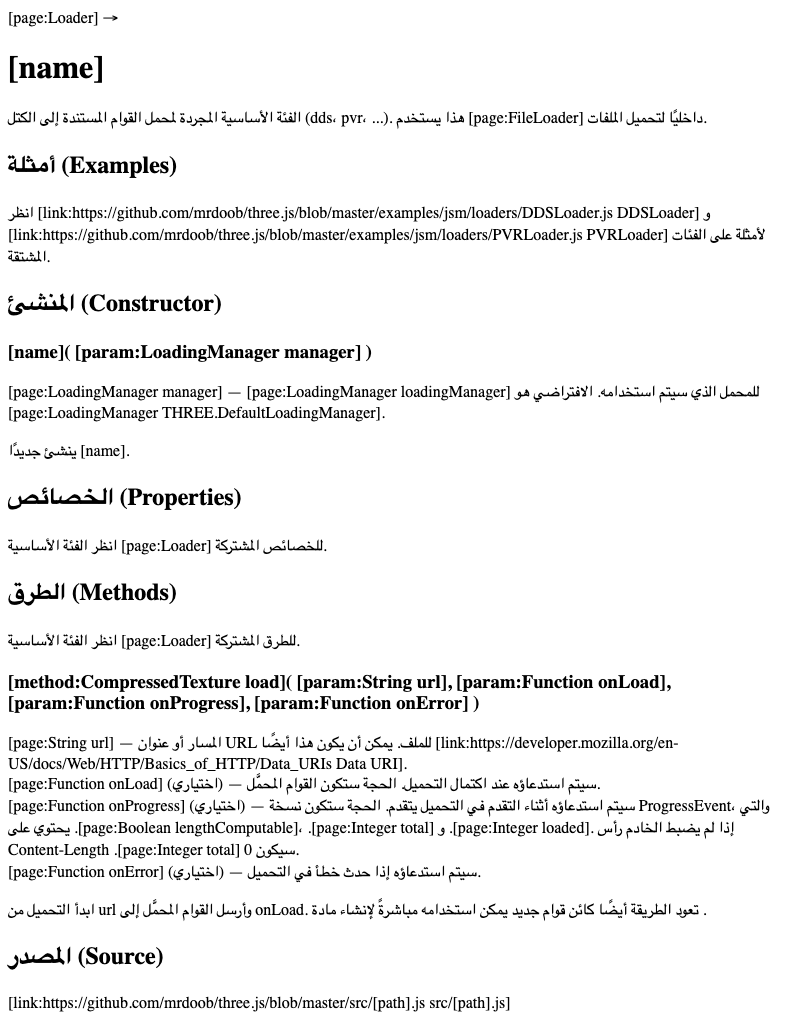 [page:Loader] →
[name]
الفئة الأساسية المجردة لمحمل القوام المستندة إلى الكتل (dds، pvr، ...). هذا يستخدم [page:FileLoader] داخليًا لتحميل الملفات.
أمثلة (Examples)
انظر [link:https://github.com/mrdoob/three.js/blob/master/examples/jsm/loaders/DDSLoader.js DDSLoader] و
[link:https://github.com/mrdoob/three.js/blob/master/examples/jsm/loaders/PVRLoader.js PVRLoader] لأمثلة على الفئات
المشتقة.
المنشئ (Constructor)
[name]( [param:LoadingManager manager] )
[page:LoadingManager manager] — [page:LoadingManager loadingManager] للمحمل الذي سيتم استخدامه. الافتراضي هو
[page:LoadingManager THREE.DefaultLoadingManager].
ينشئ جديدًا [name].
الخصائص (Properties)
انظر الفئة الأساسية [page:Loader] للخصائص المشتركة.
الطرق (Methods)
انظر الفئة الأساسية [page:Loader] للطرق المشتركة.
[method:CompressedTexture load]( [param:String url], [param:Function onLoad],
[param:Function onProgress], [param:Function onError] )
[page:String url] — المسار أو عنوان URL للملف. يمكن أن يكون هذا أيضًا [link:https://developer.mozilla.org/en-
US/docs/Web/HTTP/Basics_of_HTTP/Data_URIs Data URI].
[page:Function onLoad] (اختياري) — سيتم استدعاؤه عند اكتمال التحميل. الحجة ستكون القوام المحمَّل.
[page:Function onProgress] (اختياري) — سيتم استدعاؤه أثناء التقدم في التحميل يتقدم. الحجة ستكون نسخة ProgressEvent، والتي
يحتوي على .[page:Boolean lengthComputable]، .[page:Integer total] و .[page:Integer loaded]. إذا لم يضبط الخادم رأس
Content-Length .[page:Integer total] سيكون 0.
[page:Function onError] (اختياري) — سيتم استدعاؤه إذا حدث خطأ في التحميل.
ابدأ التحميل من url وأرسل القوام المحمَّل إلى onLoad. تعود الطريقة أيضًا كائن قوام جديد يمكن استخدامه مباشرةً لإنشاء مادة .
المصدر (Source)
[link:https://github.com/mrdoob/three.js/blob/master/src/[path].js src/[path].js]